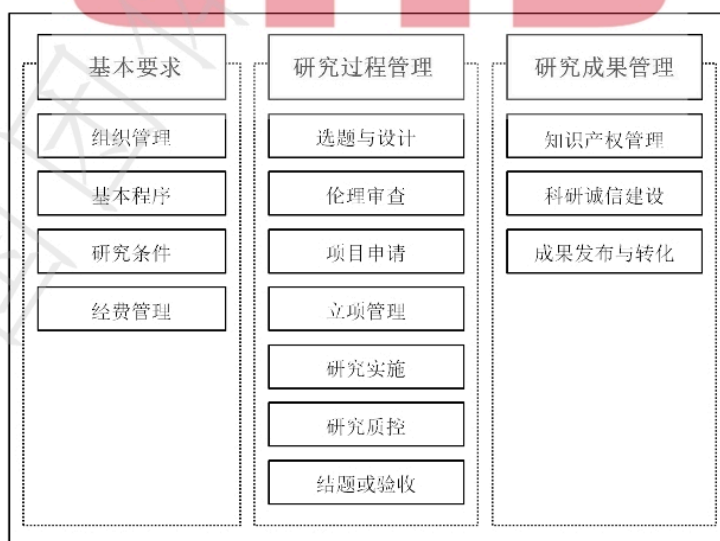 基本要求
组织管理
基本程序
研究条件
经费管理
研究过程管理
选题与设计
伦理审查
项目申请
立项管理
研究实施
研究质控
结题或验收
研究成果管理
知识产权管理
科研诚信建设
成果发布与转化